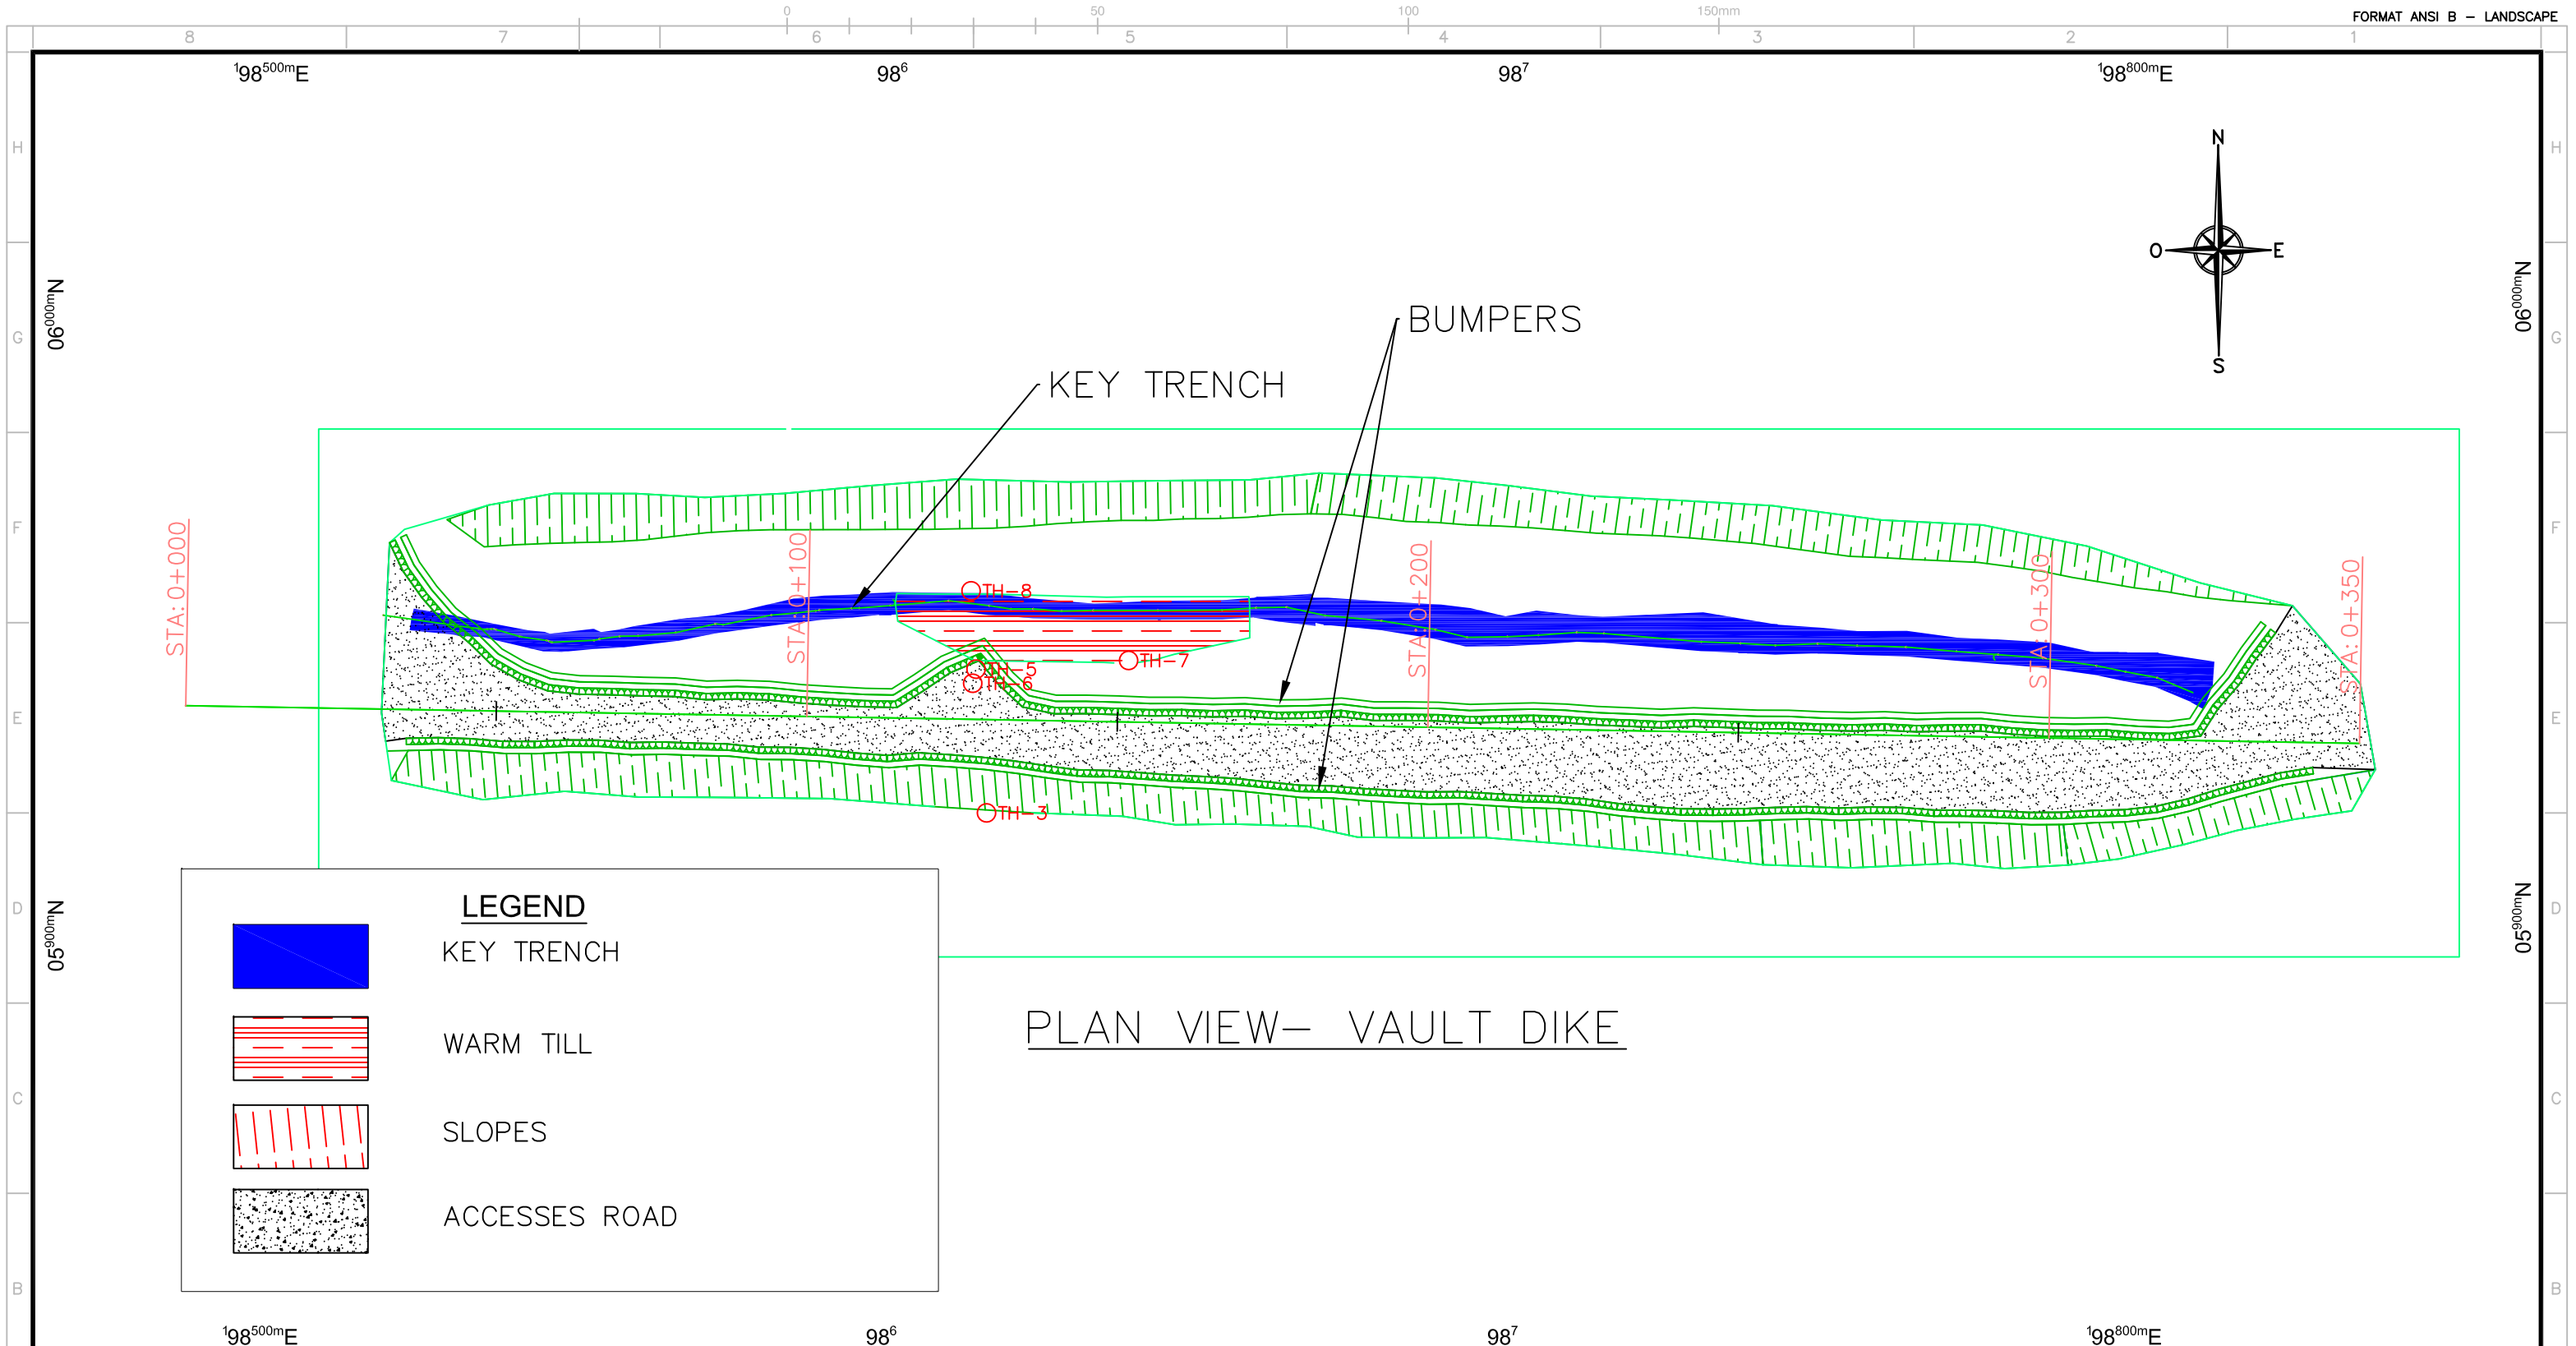 0 50 100 150mm
FORMAT ANSI B - LANDSCAPE
8 7 6 5 4 3 2 1
198500mE 986 987 198800mE
H H
N
O E
S
06000mN 06000mN
G G
BUMPERS
KEY TRENCH
F F
STA: 0+000
STA: 0+100
STA: 0+200
STA: 0+300
STA: 0+350
TH-8
TH-7
TH-5
TH-6
E E
TH-3
D D
05900mN 05900mN
LEGEND
KEY TRENCH
WARM TILL
SLOPES
ACCESSES ROAD
PLAN VIEW- VAULT DIKE
C C
B B
198500mE 986 987 198800mE